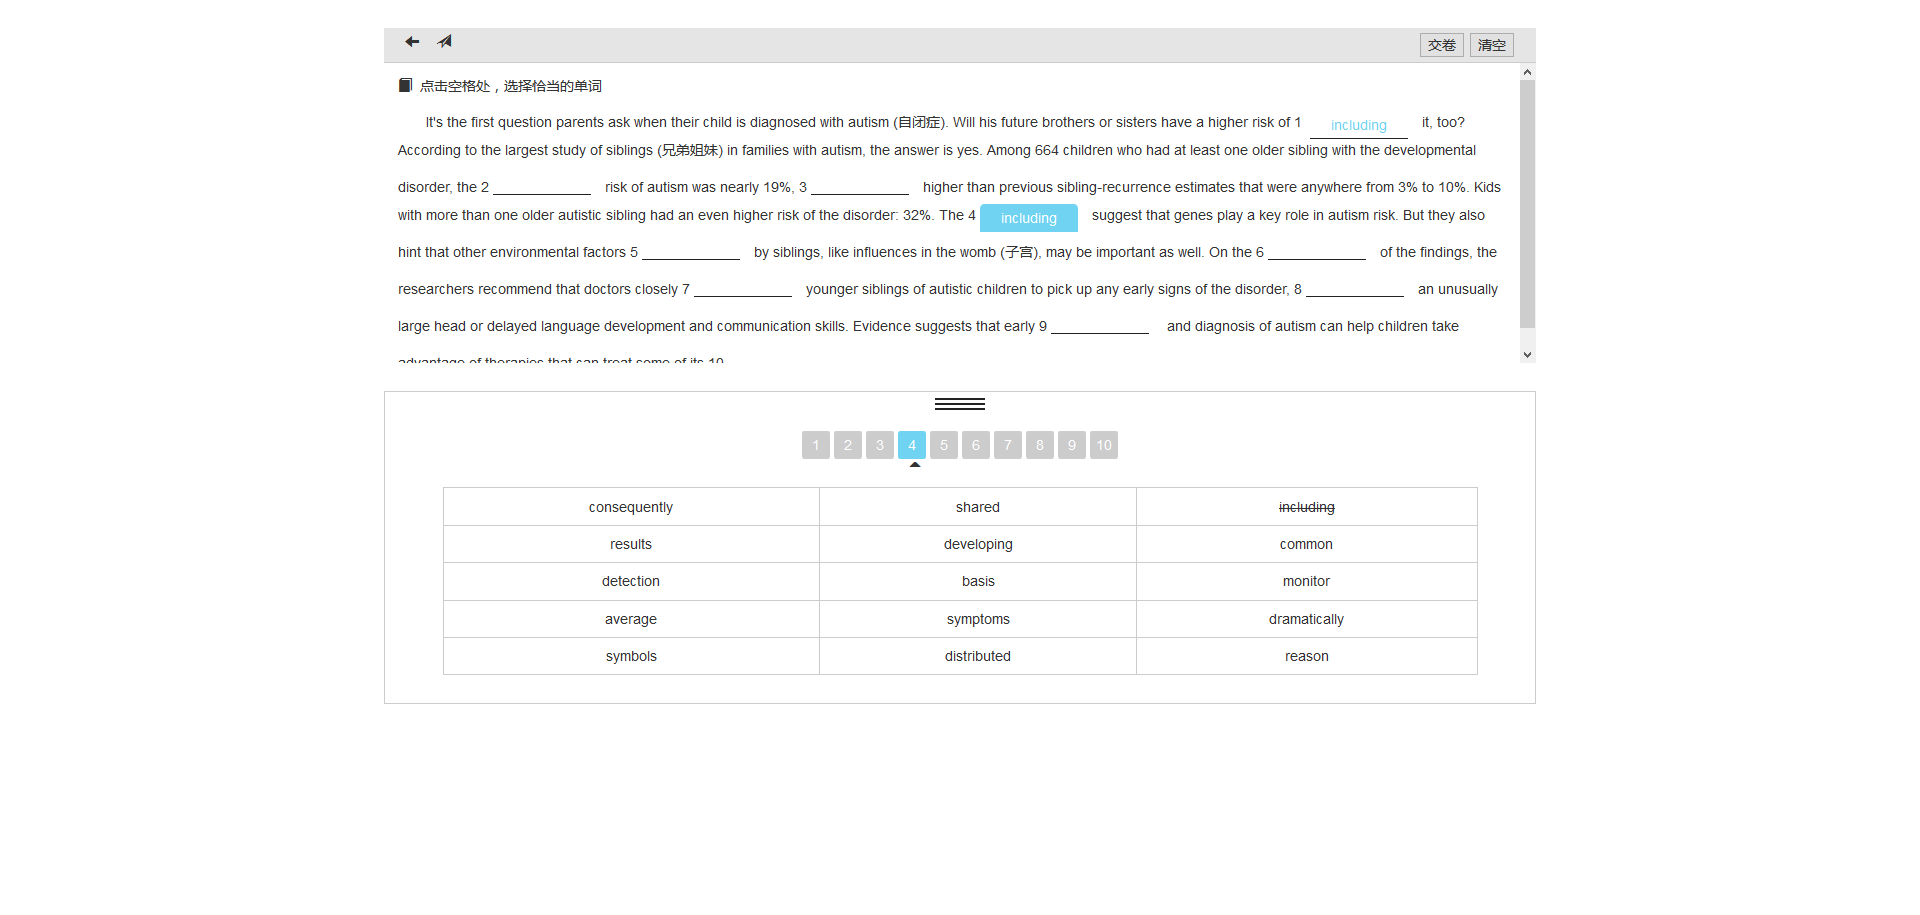 交卷 清空
点击空格处，选择恰当的单词
It's the first question parents ask when their child is diagnosed with autism (自闭症). Will his future brothers or sisters have a higher risk of 1 including it, too?
According to the largest study of siblings (兄弟姐妹) in families with autism, the answer is yes. Among 664 children who had at least one older sibling with the developmental
disorder, the 2 ____________ risk of autism was nearly 19%, 3 ____________ higher than previous sibling-recurrence estimates that were anywhere from 3% to 10%. Kids
with more than one older autistic sibling had an even higher risk of the disorder: 32%. The 4 including suggest that genes play a key role in autism risk. But they also
hint that other environmental factors 5 ____________ by siblings, like influences in the womb (子宫), may be important as well. On the 6 ____________ of the findings, the
researchers recommend that doctors closely 7 ____________ younger siblings of autistic children to pick up any early signs of the disorder, 8 ____________ an unusually
large head or delayed language development and communication skills. Evidence suggests that early 9 ____________ and diagnosis of autism can help children take
advantage of therapies that can treat some of its 10
1 2 3 4 5 6 7 8 9 10
consequently shared including
results developing common
detection basis monitor
average symptoms dramatically
symbols distributed reason